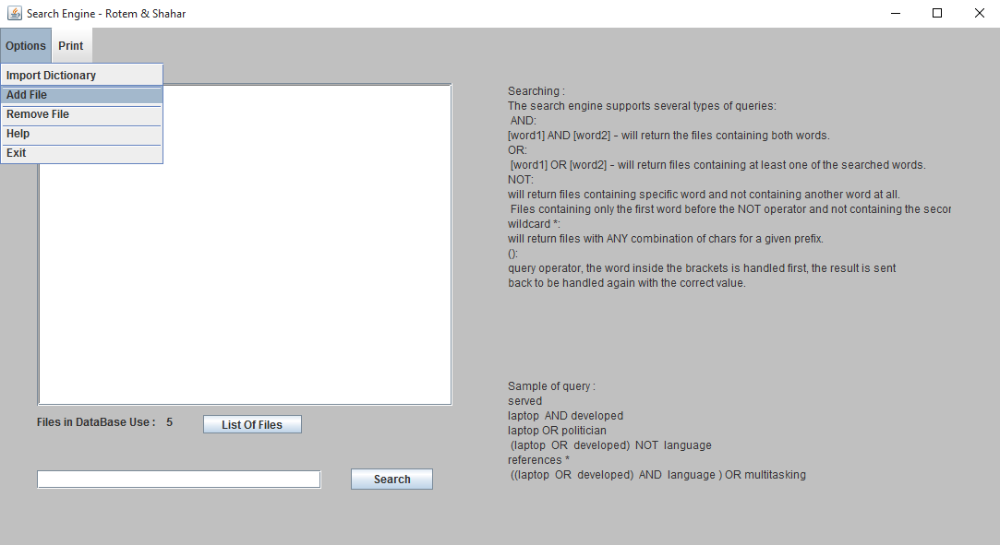 Search Engine - Rotem & Shahar
Options Print
Import Dictionary
Add File
Remove File
Help
Exit
Searching :
The search engine supports several types of queries:
AND:
[word1] AND [word2] - will return the files containing both words.
OR:
[word1] OR [word2] - will return files containing at least one of the searched words.
NOT:
will return files containing specific word and not containing another word at all.
Files containing only the first word before the NOT operator and not containing the secor
wildcard *:
will return files with ANY combination of chars for a given prefix.
():
query operator, the word inside the brackets is handled first, the result is sent
back to be handled again with the correct value.
Sample of query :
served
laptop AND developed
laptop OR politician
(laptop OR developed) NOT language
references *
((laptop OR developed) AND language ) OR multitasking
Files in DataBase Use : 5
List Of Files
Search